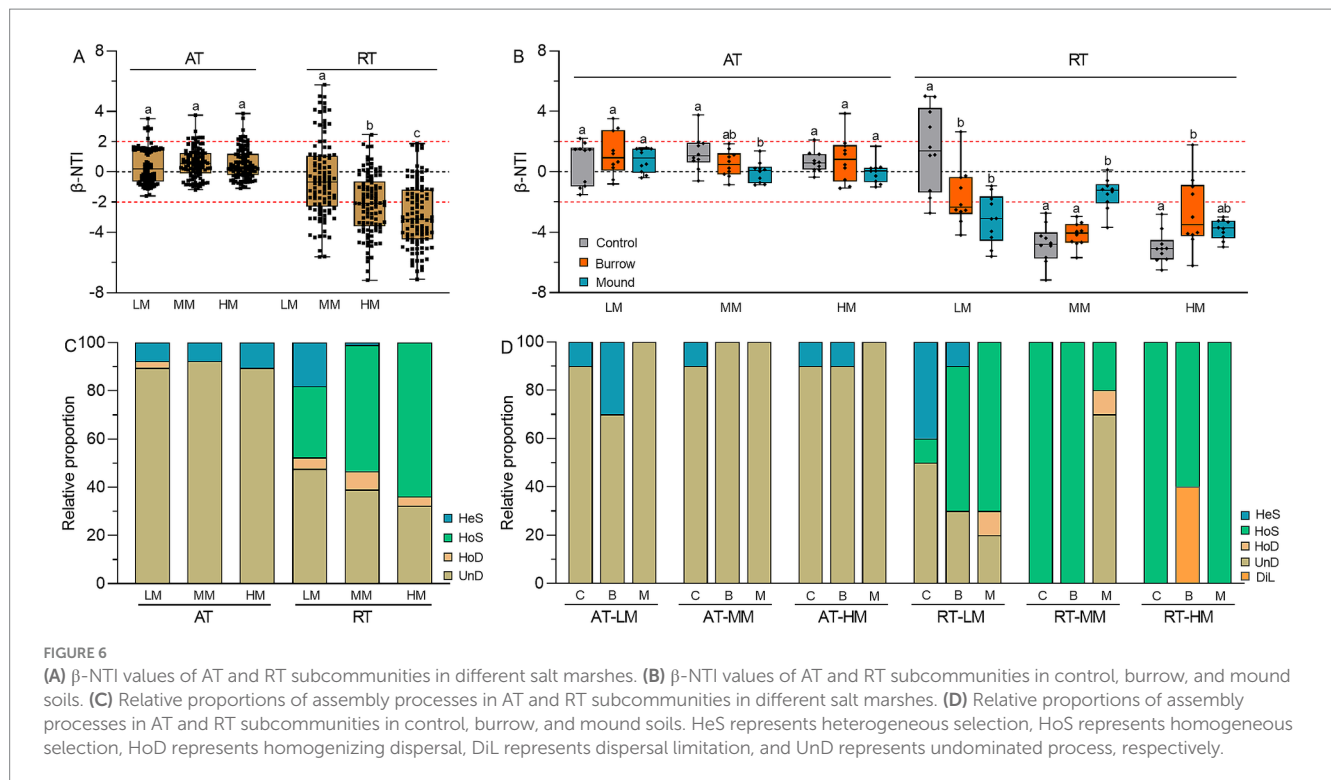 A
AT
RT
8
4
2
0
-2
-4
-8
β-NTI
a
a
a
a
b
c
LM
MM
HM
LM
MM
HM
B
AT
RT
8
4
2
0
-2
-4
-8
β-NTI
a
a
a
a
ab
b
a
a
a
a
b
b
a
a
b
a
b
ab
Control
Burrow
Mound
LM
MM
HM
LM
MM
HM
C
100
80
60
40
20
0
Relative proportion
LM
MM
HM
LM
MM
HM
AT
RT
HeS
HoS
HoD
UnD
D
100
80
60
40
20
0
Relative proportion
C B M C B M C B M C B M C B M C B M
AT-LM AT-MM AT-HM RT-LM RT-MM RT-HM
HeS
HoS
HoD
UnD
DiL
FIGURE 6
(A) β-NTI values of AT and RT subcommunities in different salt marshes. (B) β-NTI values of AT and RT subcommunities in control, burrow, and mound
soils. (C) Relative proportions of assembly processes in AT and RT subcommunities in different salt marshes. (D) Relative proportions of assembly
processes in AT and RT subcommunities in control, burrow, and mound soils. HeS represents heterogeneous selection, HoS represents homogeneous
selection, HoD represents homogenizing dispersal, DiL represents dispersal limitation, and UnD represents undominated process, respectively.